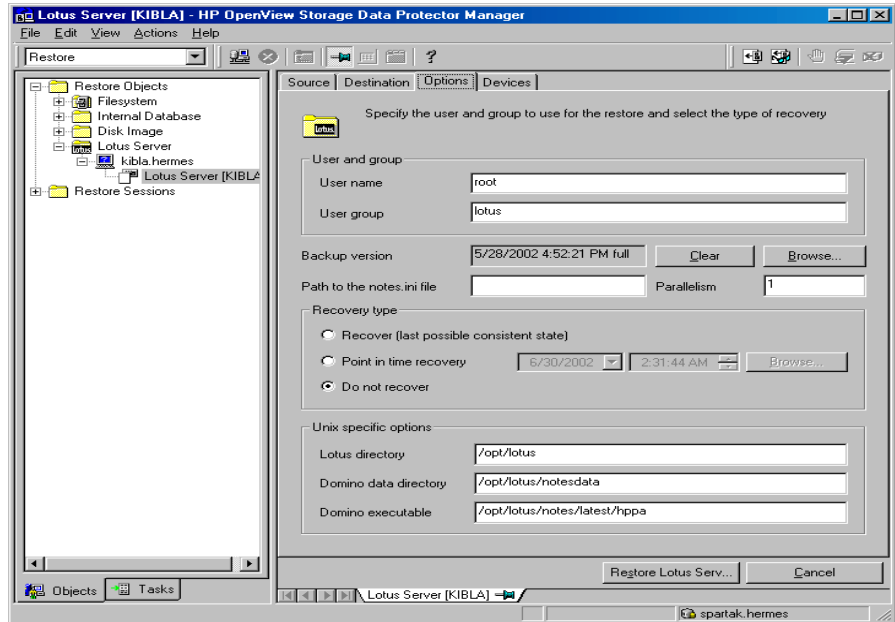 Lotus Server [KIBLA] - HP OpenView Storage Data Protector Manager
File Edit View Actions Help
Restore
?
Restore Objects
Filesystem
Internal Database
Disk Image
Lotus Server
kibla.hermes
Lotus Server [KIBLA
Restore Sessions
Objects Tasks
Source Destination Options Devices
Lotus
Specify the user and group to use for the restore and select the type of recovery
User and group
User name root
User group lotus
Backup version 5/28/2002 4:52:21 PM full Clear Browse...
Path to the notes.ini file Parallelism 1
Recovery type
Recover (last possible consistent state)
Point in time recovery 6/30/2002 2:31:44 AM Browse...
Do not recover
Unix specific options
Lotus directory /opt/lotus
Domino data directory /opt/lotus/notesdata
Domino executable /opt/lotus/notes/latest/hppa
Restore Lotus Serv... Cancel
Lotus Server [KIBLA]
spartak.hermes